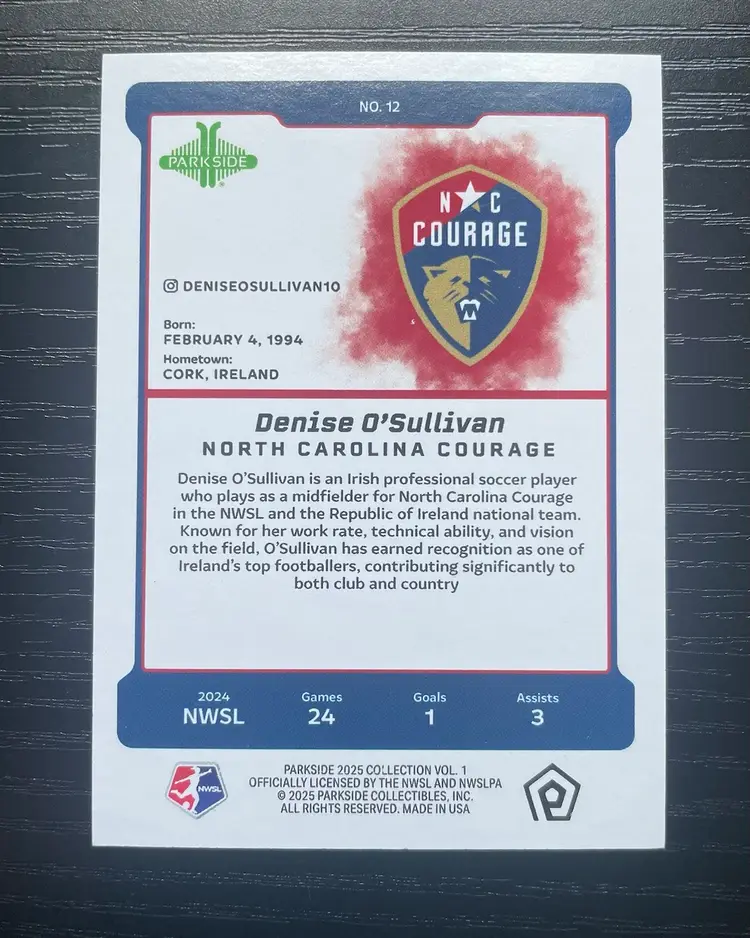 NO. 12
PARKSIDE
®
N C
COURAGE
DENISEOSULLIVAN10
Born:
FEBRUARY 4, 1994
Hometown:
CORK, IRELAND
Denise O'Sullivan
NORTH CAROLINA COURAGE
Denise O'Sullivan is an Irish professional soccer player
who plays as a midfielder for North Carolina Courage
in the NWSL and the Republic of Ireland national team.
Known for her work rate, technical ability, and vision
on the field, O'Sullivan has earned recognition as one of
Ireland's top footballers, contributing significantly to
both club and country
2024 Games Goals Assists
NWSL 24 1 3
NWSL
PARKSIDE 2025 COLLECTION VOL. 1
OFFICIALLY LICENSED BY THE NWSL AND NWSLPA
© 2025 PARKSIDE COLLECTIBLES, INC.
ALL RIGHTS RESERVED. MADE IN USA